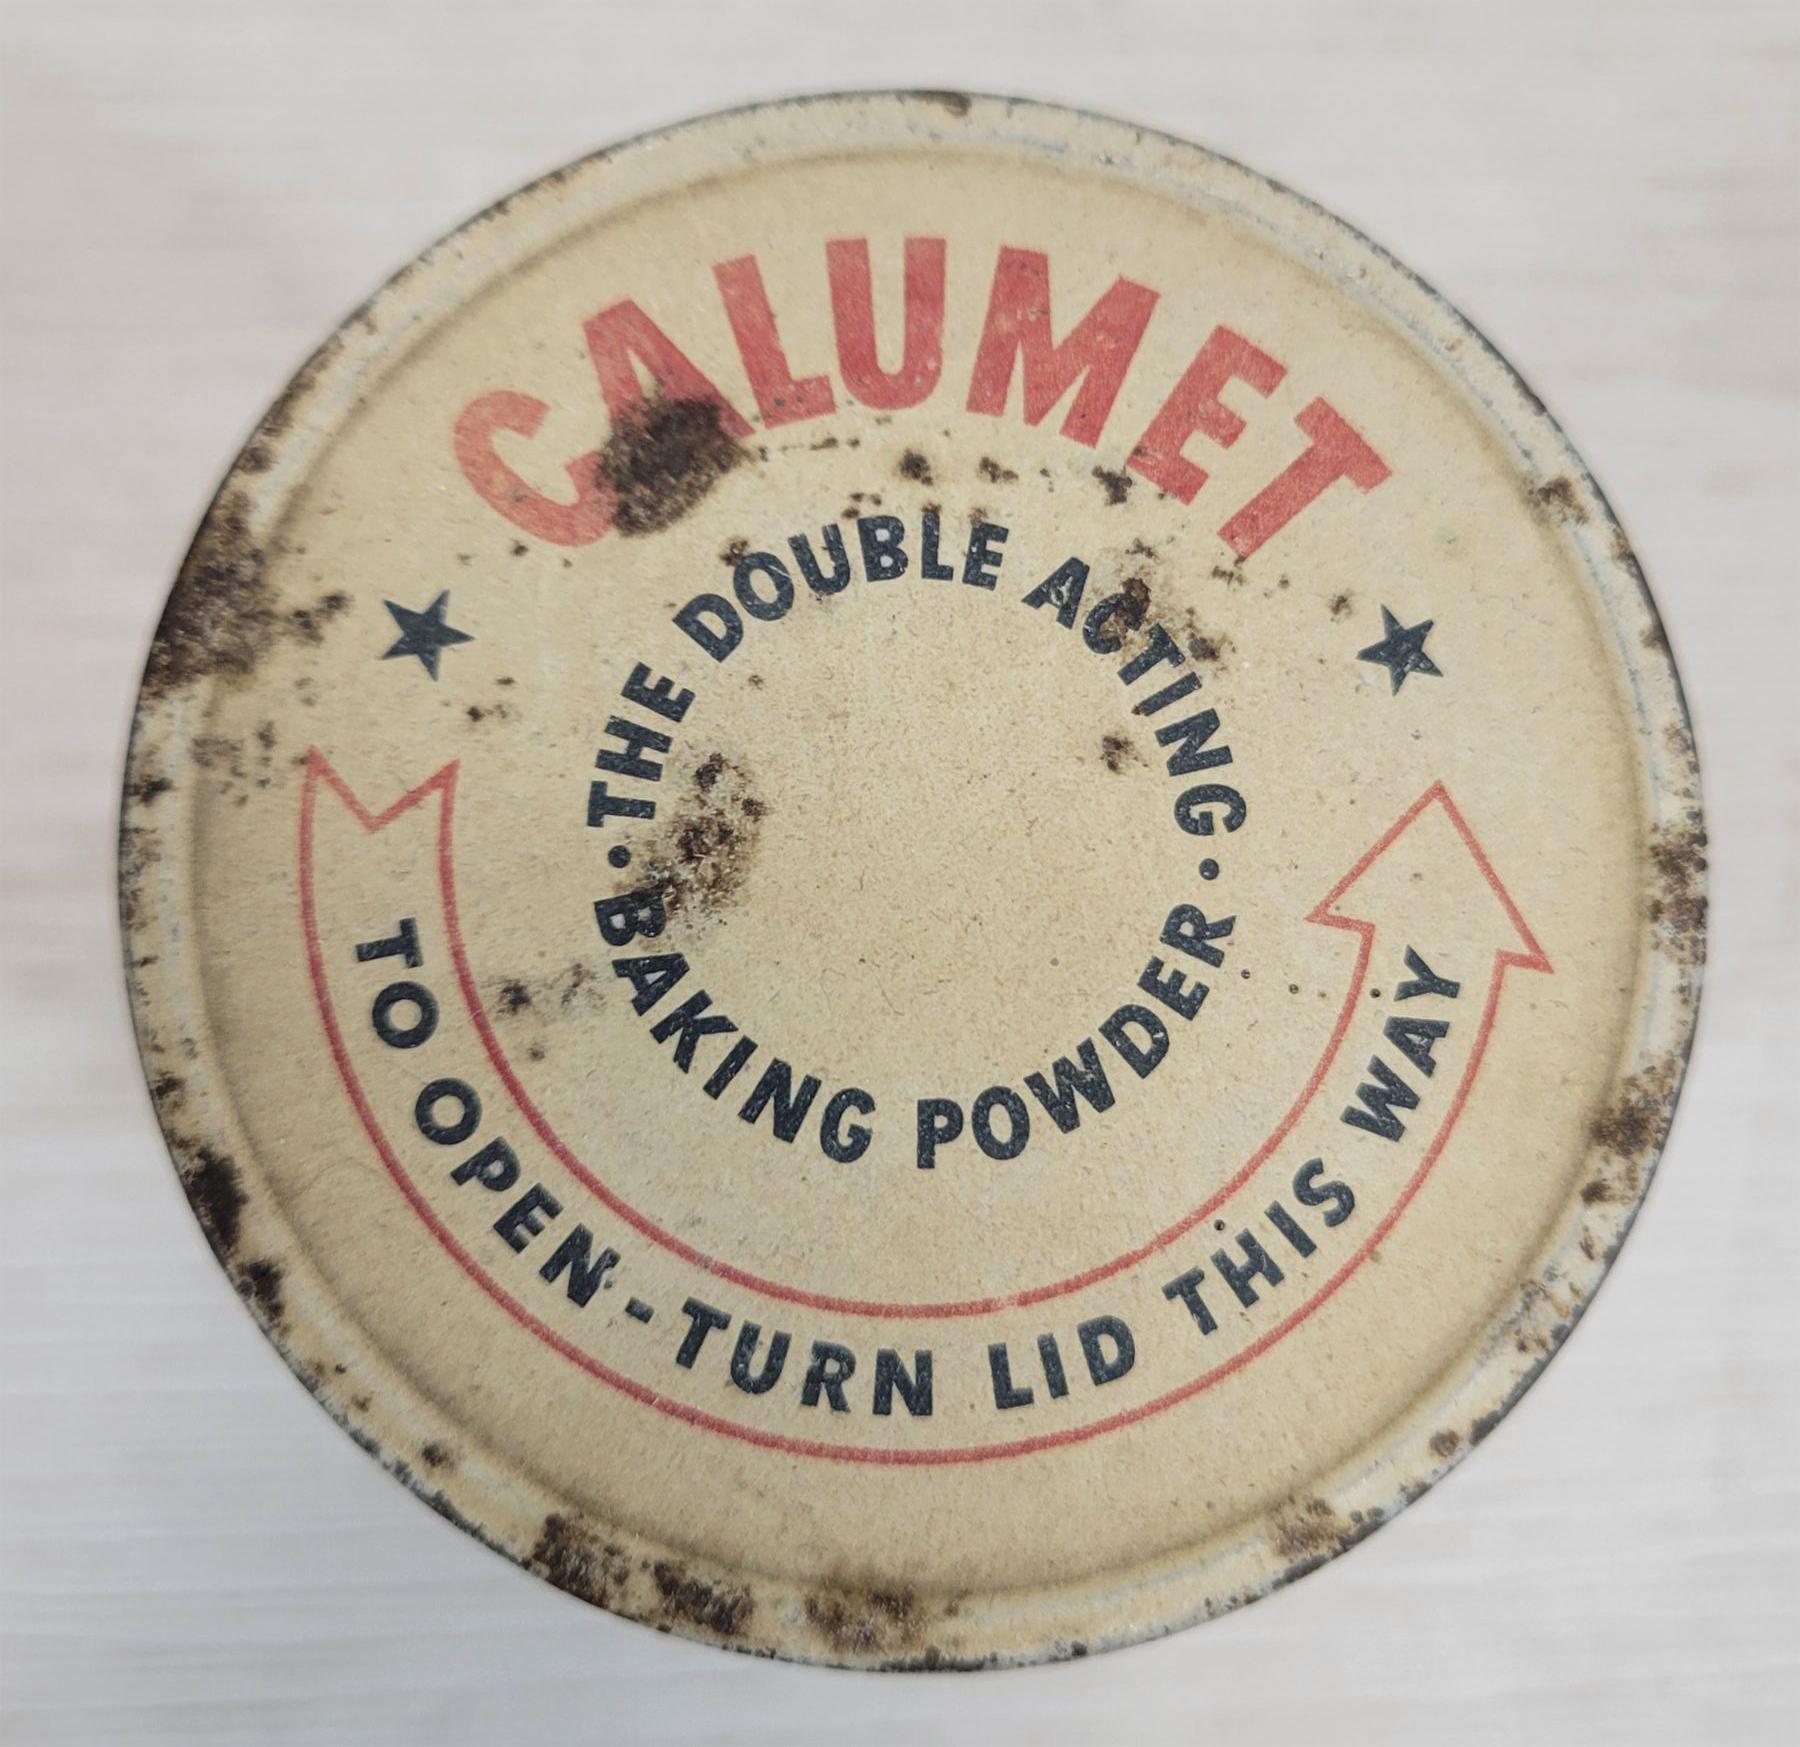 CALUMET
·THE DOUBLE ACTING·
BAKING POWDER
TO OPEN-TURN LID THIS WAY